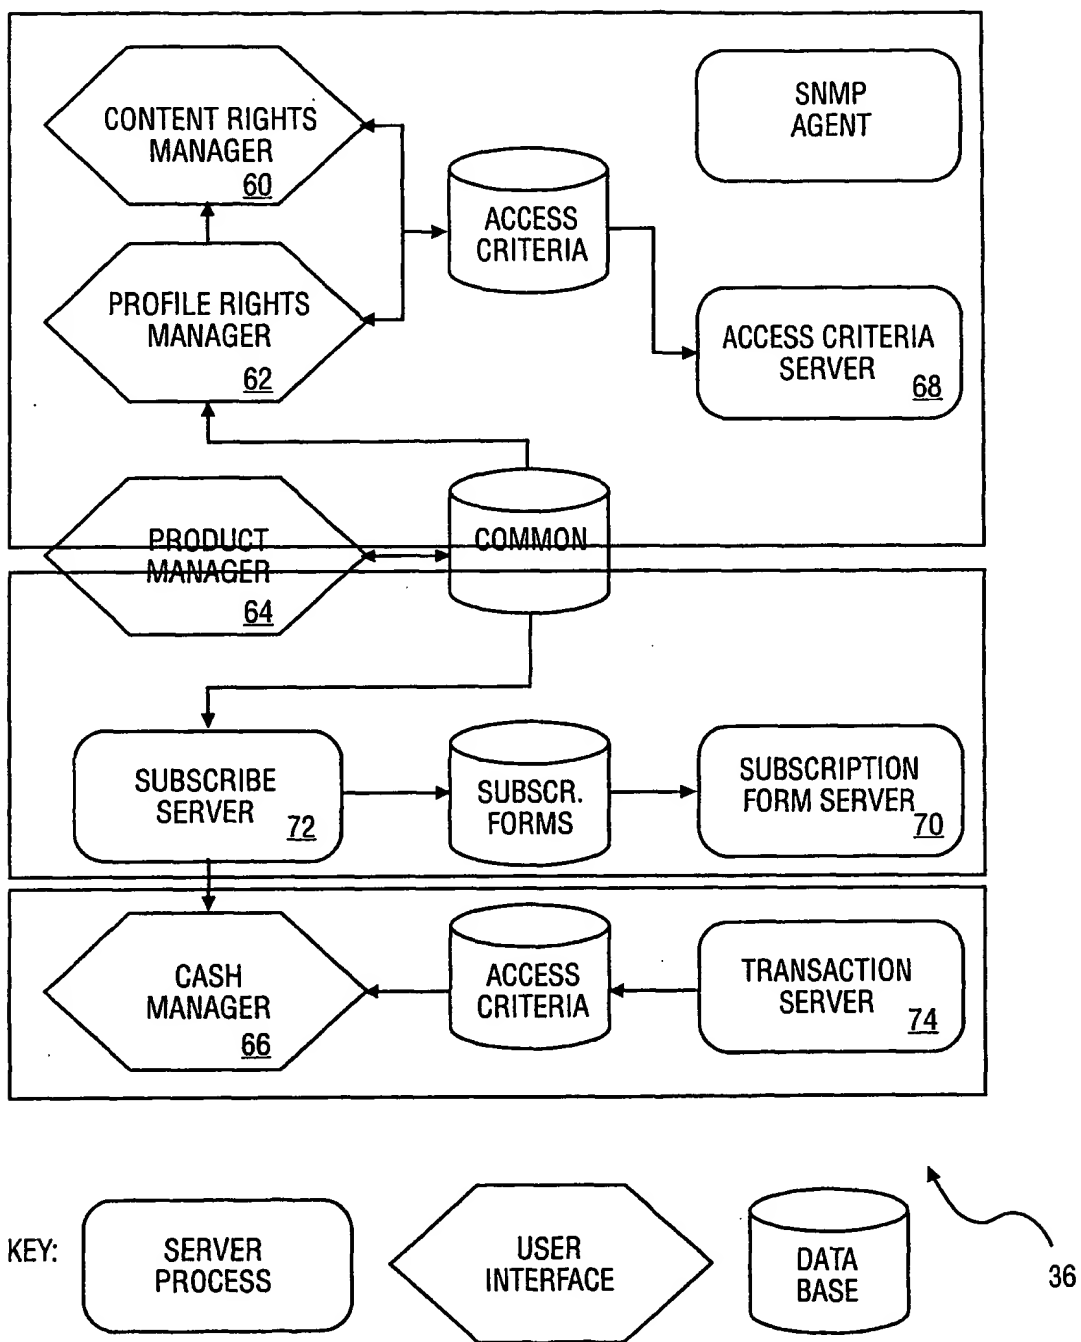 CONTENT RIGHTS
MANAGER
60
SNMP
AGENT
ACCESS
CRITERIA
PROFILE RIGHTS
MANAGER
62
ACCESS CRITERIA
SERVER
68
PRODUCT
MANAGER
64
COMMON
SUBSCRIBE
SERVER
72
SUBSCR.
FORMS
SUBSCRIPTION
FORM SERVER
70
CASH
MANAGER
66
ACCESS
CRITERIA
TRANSACTION
SERVER
74
KEY:
SERVER
PROCESS
USER
INTERFACE
DATA
BASE
36